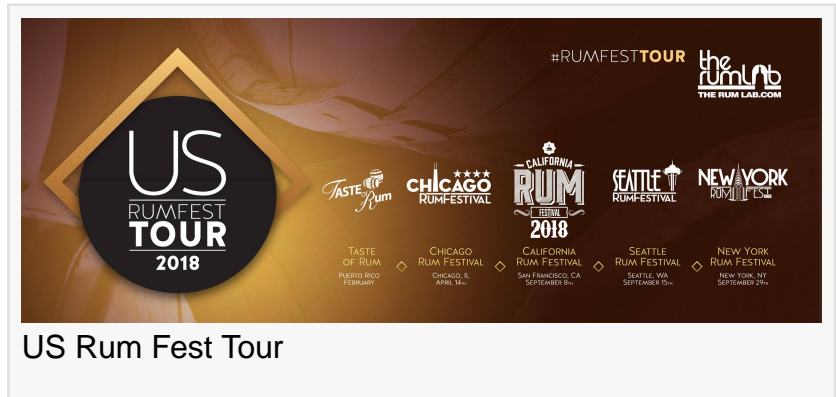 #RUMFESTTOUR
the rumlab
THE RUM LAB.COM
US
RUMFEST
TOUR
2018
TASTE of Rum
CHICAGO
RUMFESTIVAL
CALIFORNIA
RUM
FESTIVAL
2018
SEATTLE
RUMFESTIVAL
NEW YORK
RUM FEST
TASTE
OF RUM
PUERTO RICO
FEBRUARY
CHICAGO
RUM FESTIVAL
CHICAGO, IL
APRIL 14TH
CALIFORNIA
RUM FESTIVAL
SAN FRANCISCO, CA
SEPTEMBER 8TH
SEATTLE
RUM FESTIVAL
SEATTLE, WA
SEPTEMBER 15TH
NEW YORK
RUM FESTIVAL
NEW YORK, NY
SEPTEMBER 29TH
US Rum Fest Tour